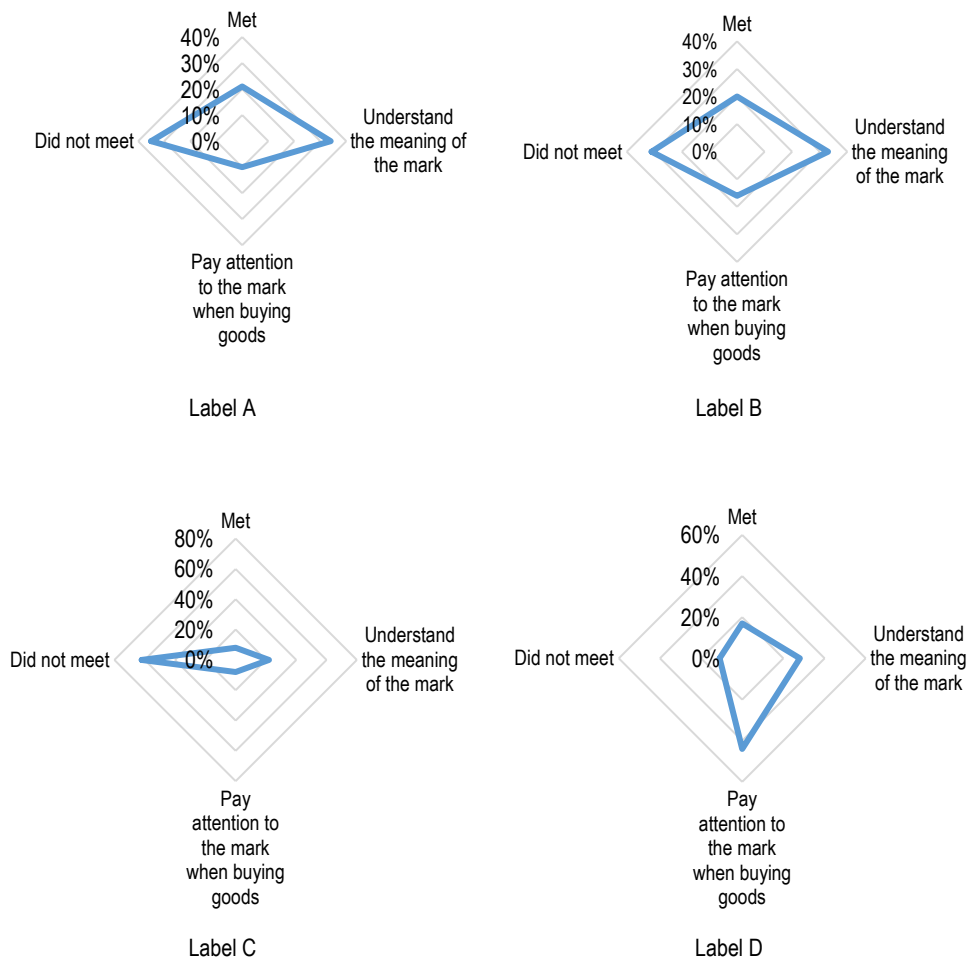 Met
40%
30%
20%
10%
0%
Did not meet
Understand
the meaning of
the mark
Pay attention
to the mark
when buying
goods
Label A
Met
40%
30%
20%
10%
0%
Did not meet
Understand
the meaning
of the mark
Pay attention
to the mark
when buying
goods
Label B
Met
80%
60%
40%
20%
0%
Did not meet
Understand
the meaning
of the mark
Pay
attention to
the mark
when buying
goods
Label C
Met
60%
40%
20%
0%
Did not meet
Understand
the meaning
of the mark
Pay
attention to
the mark
when buying
goods
Label D